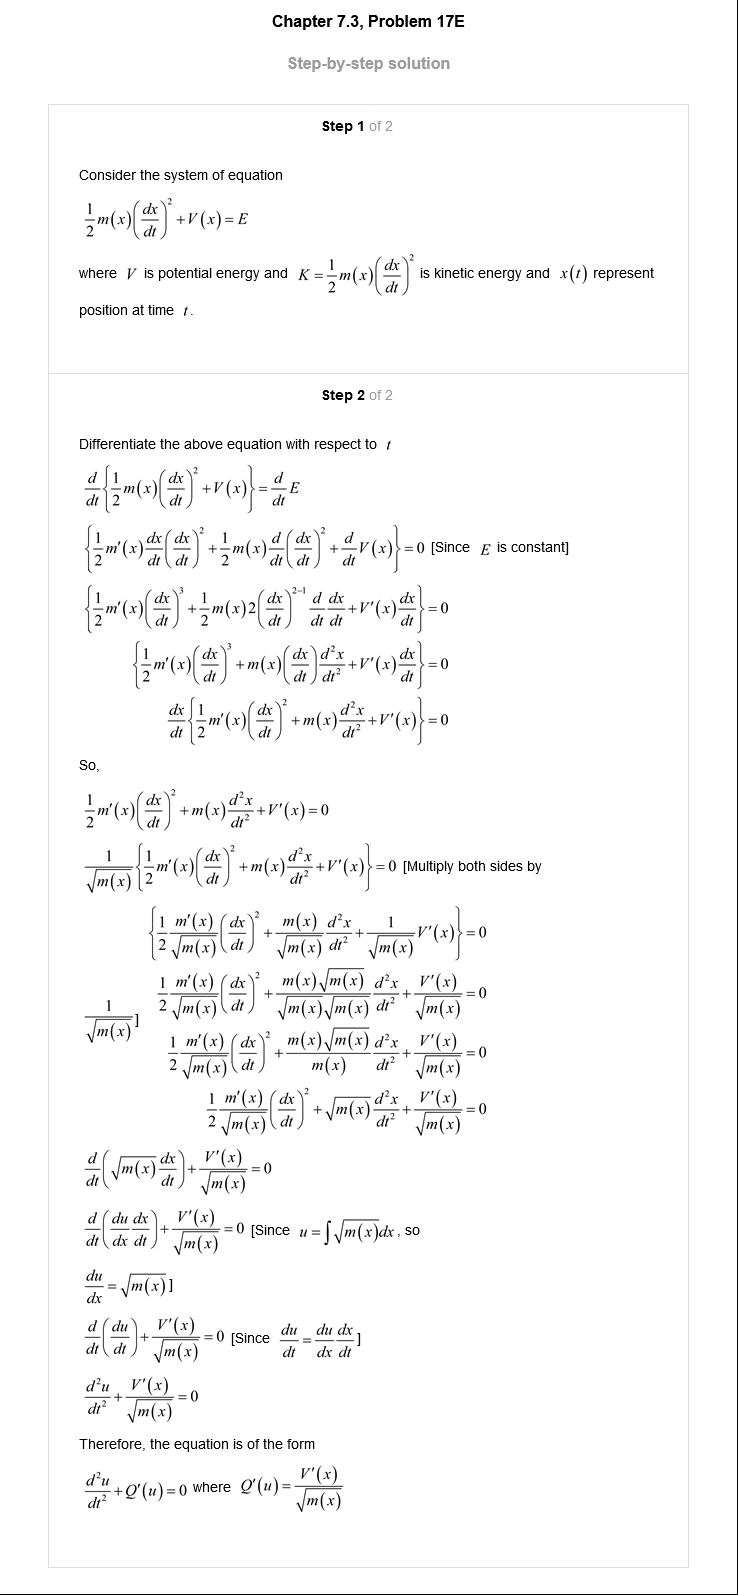 Chapter 7.3, Problem 17E
Step-by-step solution
Step 1 of 2
Consider the system of equation
\frac{1}{2}m(x)\left(\frac{dx}{dt}\right)^2+V(x)=E
where V is potential energy and K=\frac{1}{2}m(x)\left(\frac{dx}{dt}\right)^2 is kinetic energy and x(t) represent
position at time t.
Step 2 of 2
Differentiate the above equation with respect to t
\frac{d}{dt}\left\{\frac{1}{2}m(x)\left(\frac{dx}{dt}\right)^2+V(x)\right\}=\frac{d}{dt}E
\left\{\frac{1}{2}m'(x)\frac{dx}{dt}\left(\frac{dx}{dt}\right)^2+\frac{1}{2}m(x)\frac{d}{dt}\left(\frac{dx}{dt}\right)^2+\frac{d}{dt}V(x)\right\}=0 [Since E is constant]
\left\{\frac{1}{2}m'(x)\left(\frac{dx}{dt}\right)^3+\frac{1}{2}m(x)2\left(\frac{dx}{dt}\right)^{2-1}\frac{d}{dt}\frac{dx}{dt}+V'(x)\frac{dx}{dt}\right\}=0
\left\{\frac{1}{2}m'(x)\left(\frac{dx}{dt}\right)^3+m(x)\left(\frac{dx}{dt}\right)\frac{d^2x}{dt^2}+V'(x)\frac{dx}{dt}\right\}=0
\frac{dx}{dt}\left\{\frac{1}{2}m'(x)\left(\frac{dx}{dt}\right)^2+m(x)\frac{d^2x}{dt^2}+V'(x)\right\}=0
So,
\frac{1}{2}m'(x)\left(\frac{dx}{dt}\right)^2+m(x)\frac{d^2x}{dt^2}+V'(x)=0
\frac{1}{\sqrt{m(x)}}\left\{\frac{1}{2}m'(x)\left(\frac{dx}{dt}\right)^2+m(x)\frac{d^2x}{dt^2}+V'(x)\right\}=0 [Multiply both sides by
\frac{1}{\sqrt{m(x)}}]
\left\{\frac{1}{2}\frac{m'(x)}{\sqrt{m(x)}}\left(\frac{dx}{dt}\right)^2+\frac{m(x)}{\sqrt{m(x)}}\frac{d^2x}{dt^2}+\frac{1}{\sqrt{m(x)}}V'(x)\right\}=0
\frac{1}{2}\frac{m'(x)}{\sqrt{m(x)}}\left(\frac{dx}{dt}\right)^2+\frac{m(x)\sqrt{m(x)}}{\sqrt{m(x)}\sqrt{m(x)}}\frac{d^2x}{dt^2}+\frac{V'(x)}{\sqrt{m(x)}}=0
\frac{1}{2}\frac{m'(x)}{\sqrt{m(x)}}\left(\frac{dx}{dt}\right)^2+\frac{m(x)\sqrt{m(x)}}{m(x)}\frac{d^2x}{dt^2}+\frac{V'(x)}{\sqrt{m(x)}}=0
\frac{1}{2}\frac{m'(x)}{\sqrt{m(x)}}\left(\frac{dx}{dt}\right)^2+\sqrt{m(x)}\frac{d^2x}{dt^2}+\frac{V'(x)}{\sqrt{m(x)}}=0
\frac{d}{dt}\left(\sqrt{m(x)}\frac{dx}{dt}\right)+\frac{V'(x)}{\sqrt{m(x)}}=0
\frac{d}{dt}\left(\frac{du}{dx}\frac{dx}{dt}\right)+\frac{V'(x)}{\sqrt{m(x)}}=0 [Since u=\int\sqrt{m(x)}dx, so
\frac{du}{dx}=\sqrt{m(x)}]
\frac{d}{dt}\left(\frac{du}{dt}\right)+\frac{V'(x)}{\sqrt{m(x)}}=0 [Since \frac{du}{dt}=\frac{du}{dx}\frac{dx}{dt}]
\frac{d^2u}{dt^2}+\frac{V'(x)}{\sqrt{m(x)}}=0
Therefore, the equation is of the form
\frac{d^2u}{dt^2}+Q'(u)=0 where Q'(u)=\frac{V'(x)}{\sqrt{m(x)}}